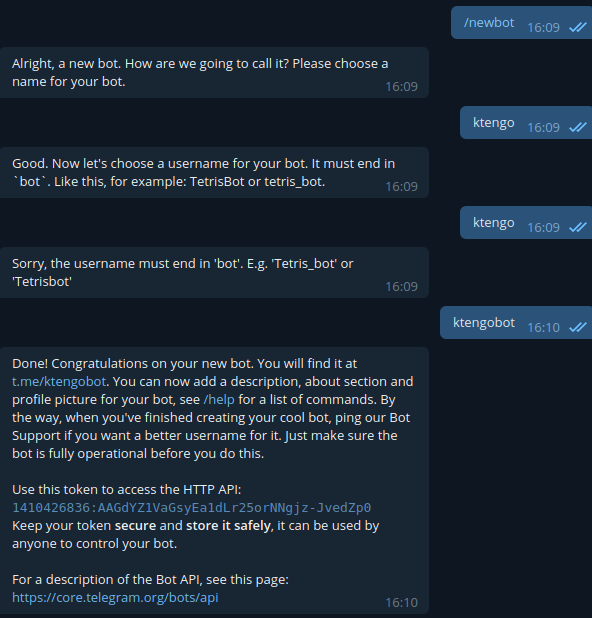 /newbot 16:09
Alright, a new bot. How are we going to call it? Please choose a
name for your bot.
16:09
ktengo 16:09
Good. Now let's choose a username for your bot. It must end in
`bot`. Like this, for example: TetrisBot or tetris_bot.
16:09
ktengo 16:09
Sorry, the username must end in 'bot'. E.g. 'Tetris_bot' or
'Tetrisbot'
16:09
ktengobot 16:10
Done! Congratulations on your new bot. You will find it at
t.me/ktengobot. You can now add a description, about section and
profile picture for your bot, see /help for a list of commands. By
the way, when you've finished creating your cool bot, ping our Bot
Support if you want a better username for it. Just make sure the
bot is fully operational before you do this.
Use this token to access the HTTP API:
1410426836:AAGdYZ1VaGsyEa1dLr25orNNgjz-JvedZp0
Keep your token secure and store it safely, it can be used by
anyone to control your bot.
For a description of the Bot API, see this page:
https://core.telegram.org/bots/api
16:10